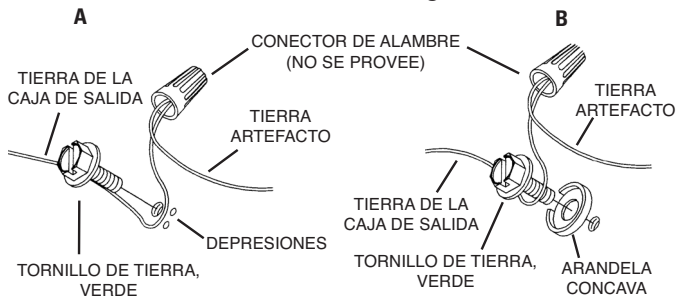 A
B
CONECTOR DE ALAMBRE
(NO SE PROVEE)
TIERRA DE LA
CAJA DE SALIDA
TIERRA
ARTEFACTO
TIERRA
ARTEFACTO
TIERRA DE LA
CAJA DE SALIDA
DEPRESIONES
TORNILLO DE TIERRA,
VERDE
TORNILLO DE TIERRA,
VERDE
ARANDELA
CONCAVA